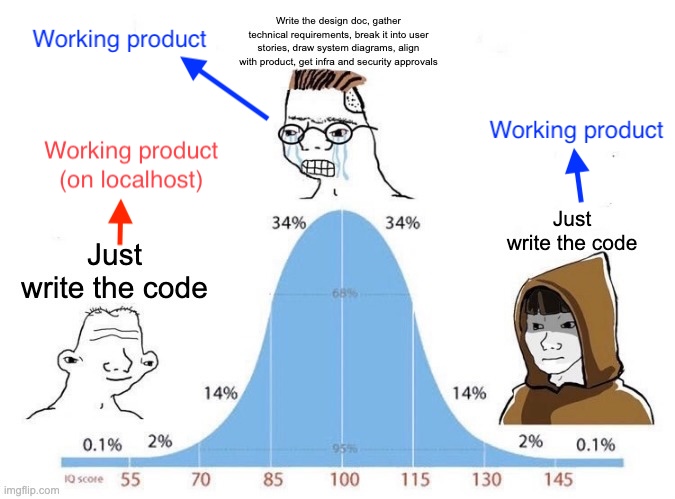 Write the design doc, gather
technical requirements, break it into user
stories, draw system diagrams, align
with product, get infra and security approvals
Working product
Working product
Working product
(on localhost)
Just
write the code
Just
write the code
34%
34%
68%
14%
14%
95%
0.1%
2%
2%
0.1%
IQ score
55
70
85
100
115
130
145
imgflip.com